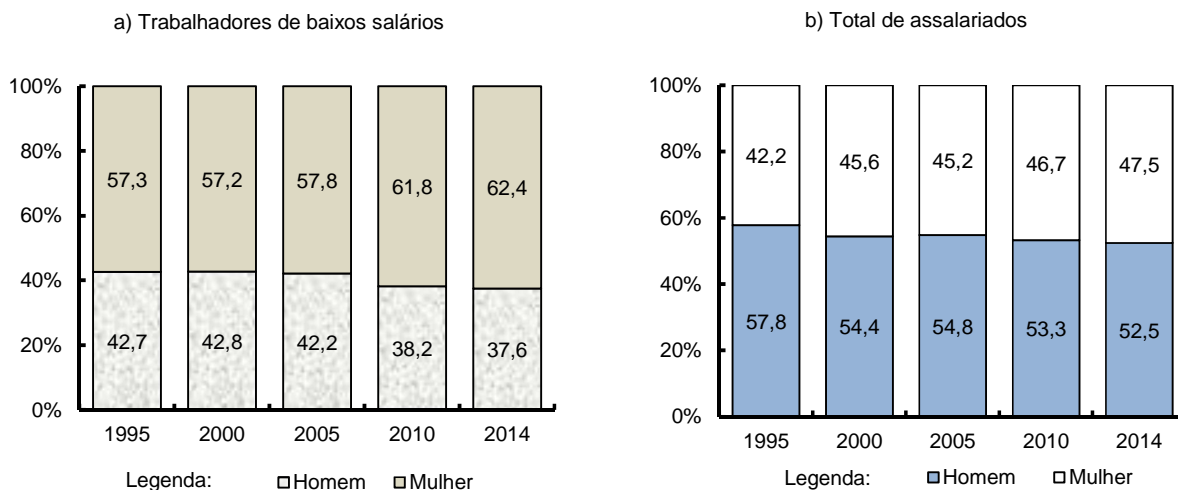 a) Trabalhadores de baixos salários
100%
80%
60%
40%
20%
0%
57,3 57,2 57,8 61,8 62,4
42,7 42,8 42,2 38,2 37,6
1995 2000 2005 2010 2014
Legenda: Homem Mulher
b) Total de assalariados
100%
80%
60%
40%
20%
0%
42,2 45,6 45,2 46,7 47,5
57,8 54,4 54,8 53,3 52,5
1995 2000 2005 2010 2014
Legenda: Homem Mulher